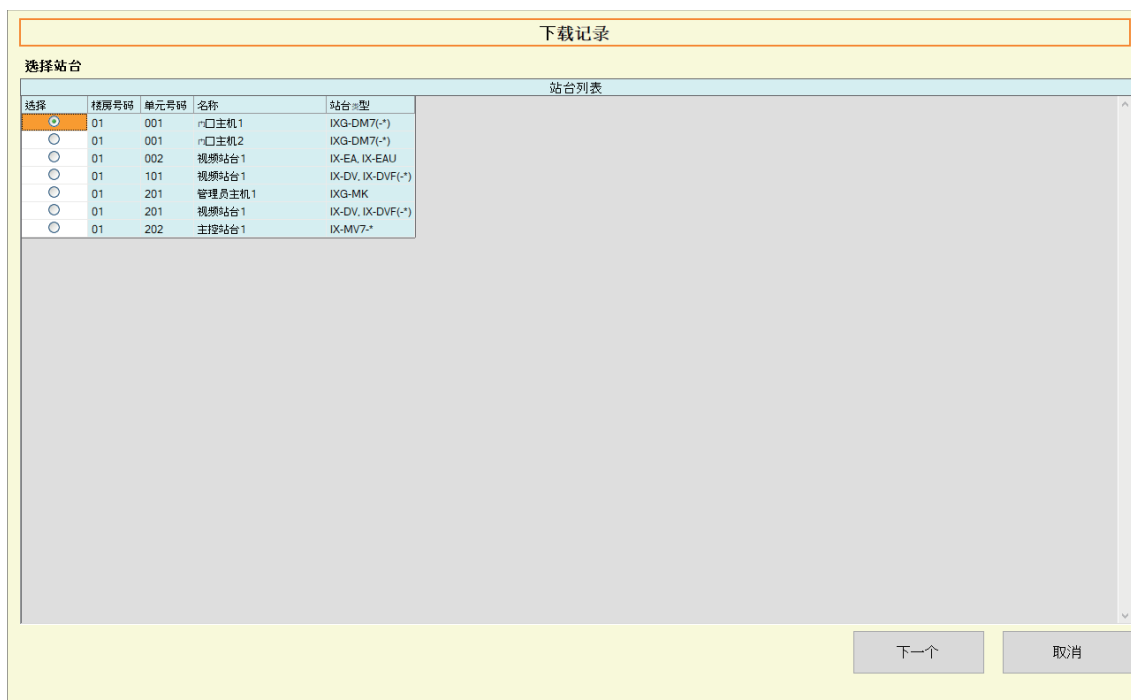 下载记录
选择站台
站台列表
选择 楼房号码 单元号码 名称 站台类型
01 001 门口主机1 IXG-DM7(-*)
01 001 门口主机2 IXG-DM7(-*)
01 002 视频站台1 IX-EA, IX-EAU
01 101 视频站台1 IX-DV, IX-DVF(-*)
01 201 管理员主机1 IXG-MK
01 201 视频站台1 IX-DV, IX-DVF(-*)
01 202 主控站台1 IX-MV7-*
下一个 取消